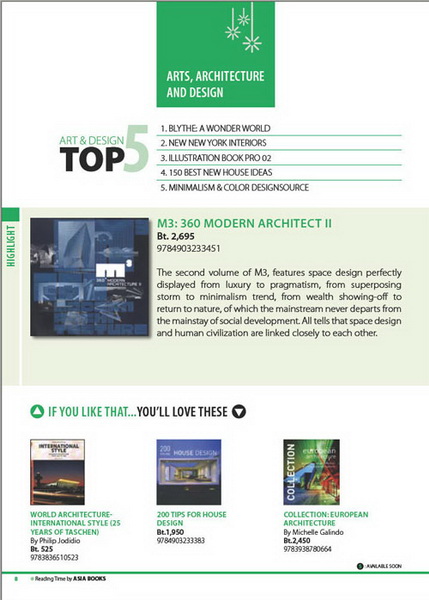 ARTS, ARCHITECTURE
AND DESIGN
ART & DESIGN
TOP5
1. BLYTHE: A WONDER WORLD
2. NEW NEW YORK INTERIORS
3. ILLUSTRATION BOOK PRO 02
4. 150 BEST NEW HOUSE IDEAS
5. MINIMALISM & COLOR DESIGNSOURCE
HIGHLIGHT
m3
M3: 360 MODERN ARCHITECT II
Bt. 2,695
9784903233451
The second volume of M3, features space design perfectly
displayed from luxury to pragmatism, from superposing
storm to minimalism trend, from wealth showing-off to
return to nature, of which the mainstream never departs from
the mainstay of social development. All tells that space design
and human civilization are linked closely to each other.
IF YOU LIKE THAT...YOU'LL LOVE THESE
INTERNATIONAL
STYLE
200
HOUSE DESIGN
COLLECTION
european
architecture
WORLD ARCHITECTURE-
INTERNATIONAL STYLE (25
YEARS OF TASCHEN)
By Philip Jodidio
Bt. 525
9783836510523
200 TIPS FOR HOUSE
DESIGN
Bt.1,950
9784903233383
COLLECTION: EUROPEAN
ARCHITECTURE
By Michelle Galindo
Bt.2,450
9783938780664
S : AVAILABLE SOON
8
Reading Time by ASIA BOOKS